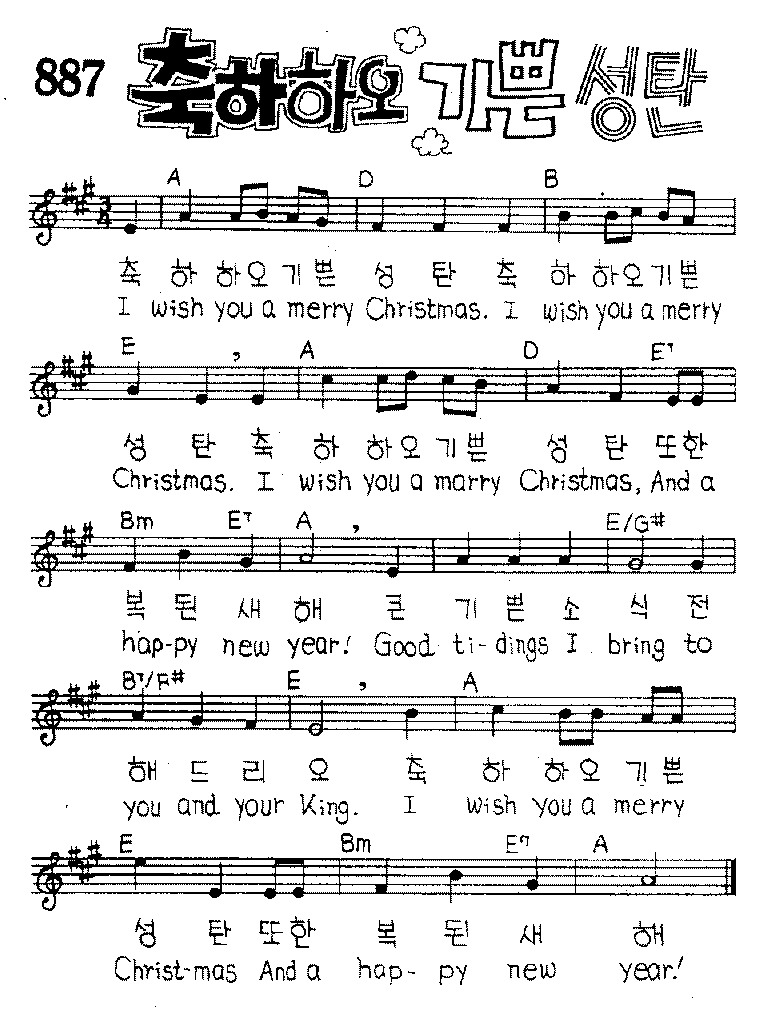 887 축하하오 기쁜 성탄
A D B
3/4
축 하 하오 기쁜 성 탄 축 하 하오기쁜
I wish you a merry Christmas. I wish you a merry
E A D E7
성 탄 축 하 하오기쁜 성 탄 또한
Christmas. I wish you a marry Christmas, And a
Bm E7 A E/G#
복 된 새 해 큰 기 쁜 소 식 전
hap-py new year! Good ti-dings I bring to
B7/F# E A
해 드 리 오 축 하 하오 기쁜
you and your King. I wish you a merry
E Bm E7 A
성 탄 또한 복 된 새 해
Christ-mas And a hap- py new year!